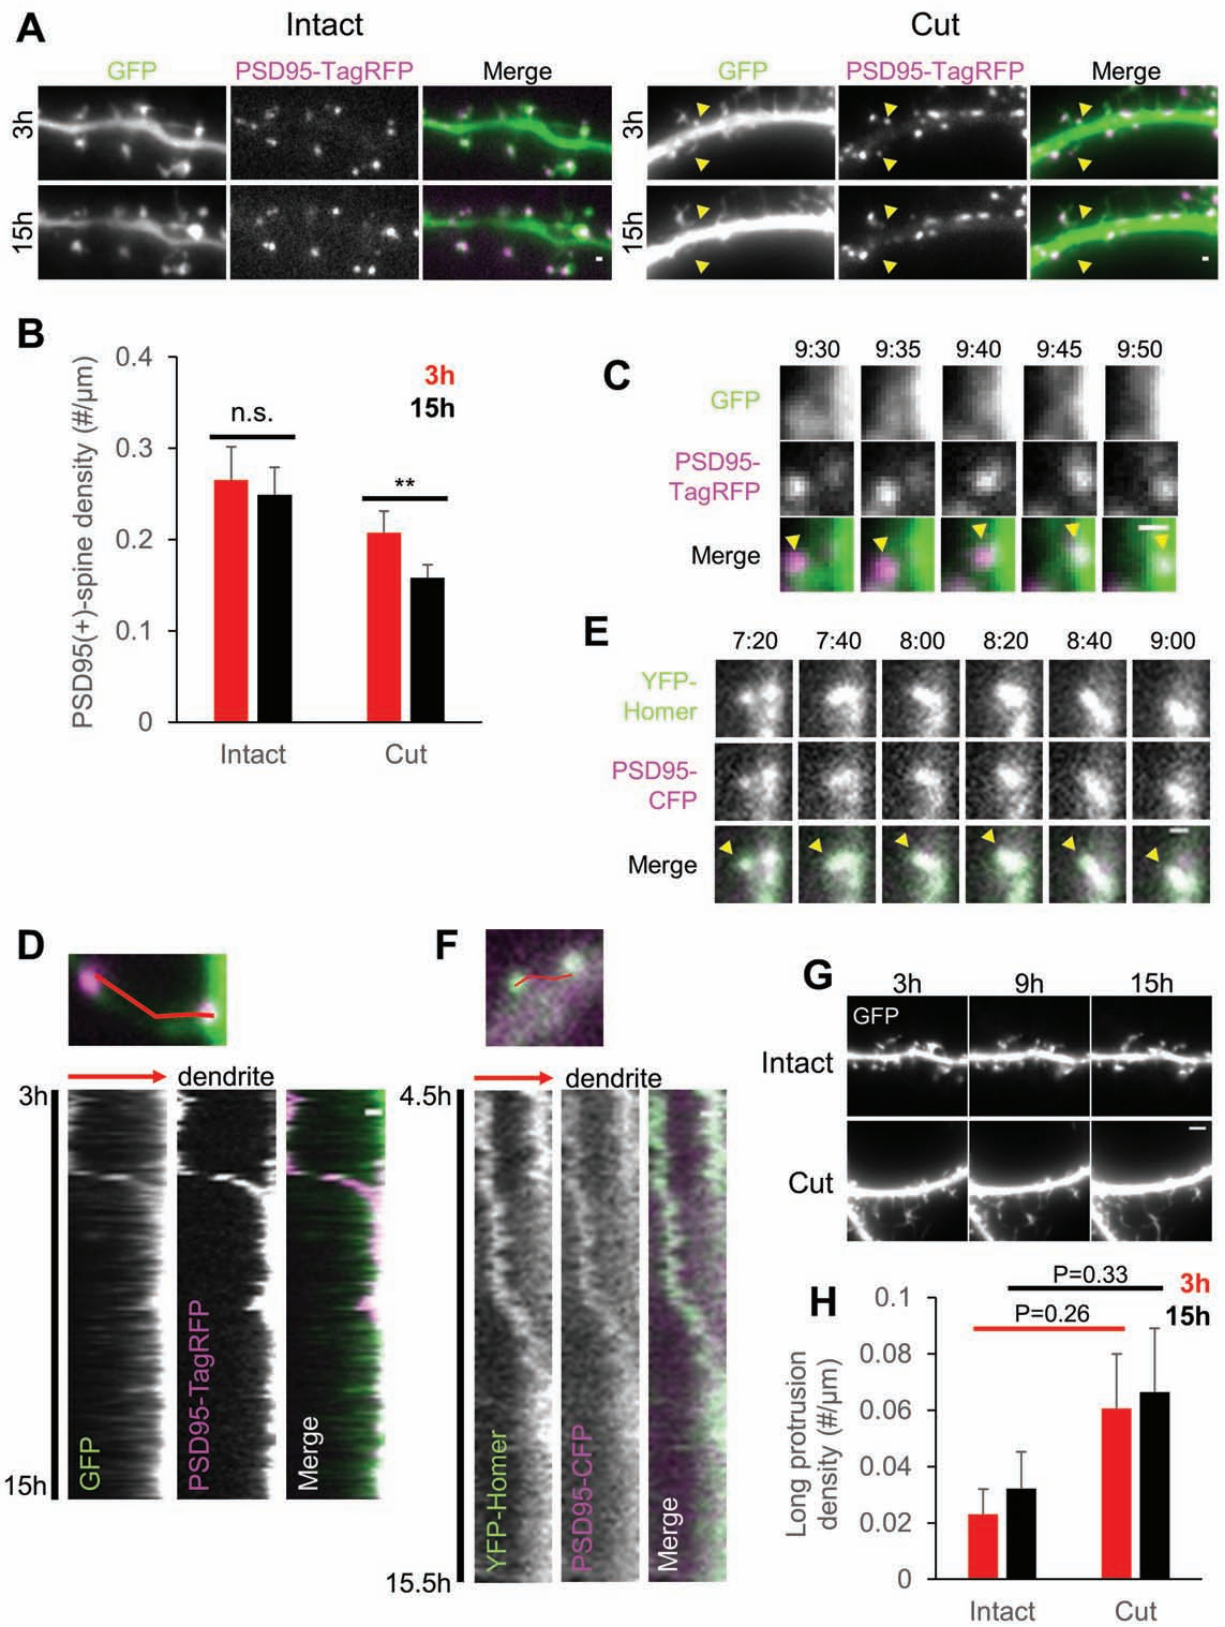 A
Intact
Cut
GFP
PSD95-TagRFP
Merge
GFP
PSD95-TagRFP
Merge
3h
15h
3h
15h
B
PSD95(+)-spine density (#/µm)
0.4
0.3
0.2
0.1
0
3h
15h
n.s.
**
Intact
Cut
C
9:30
9:35
9:40
9:45
9:50
GFP
PSD95-
TagRFP
Merge
E
7:20
7:40
8:00
8:20
8:40
9:00
YFP-
Homer
PSD95-
CFP
Merge
D
dendrite
3h
15h
GFP
PSD95-TagRFP
Merge
F
dendrite
4.5h
15.5h
YFP-Homer
PSD95-CFP
Merge
G
3h
9h
15h
GFP
Intact
Cut
H
P=0.33
P=0.26
3h
15h
Long protrusion
density (#/µm)
0.1
0.08
0.06
0.04
0.02
0
Intact
Cut